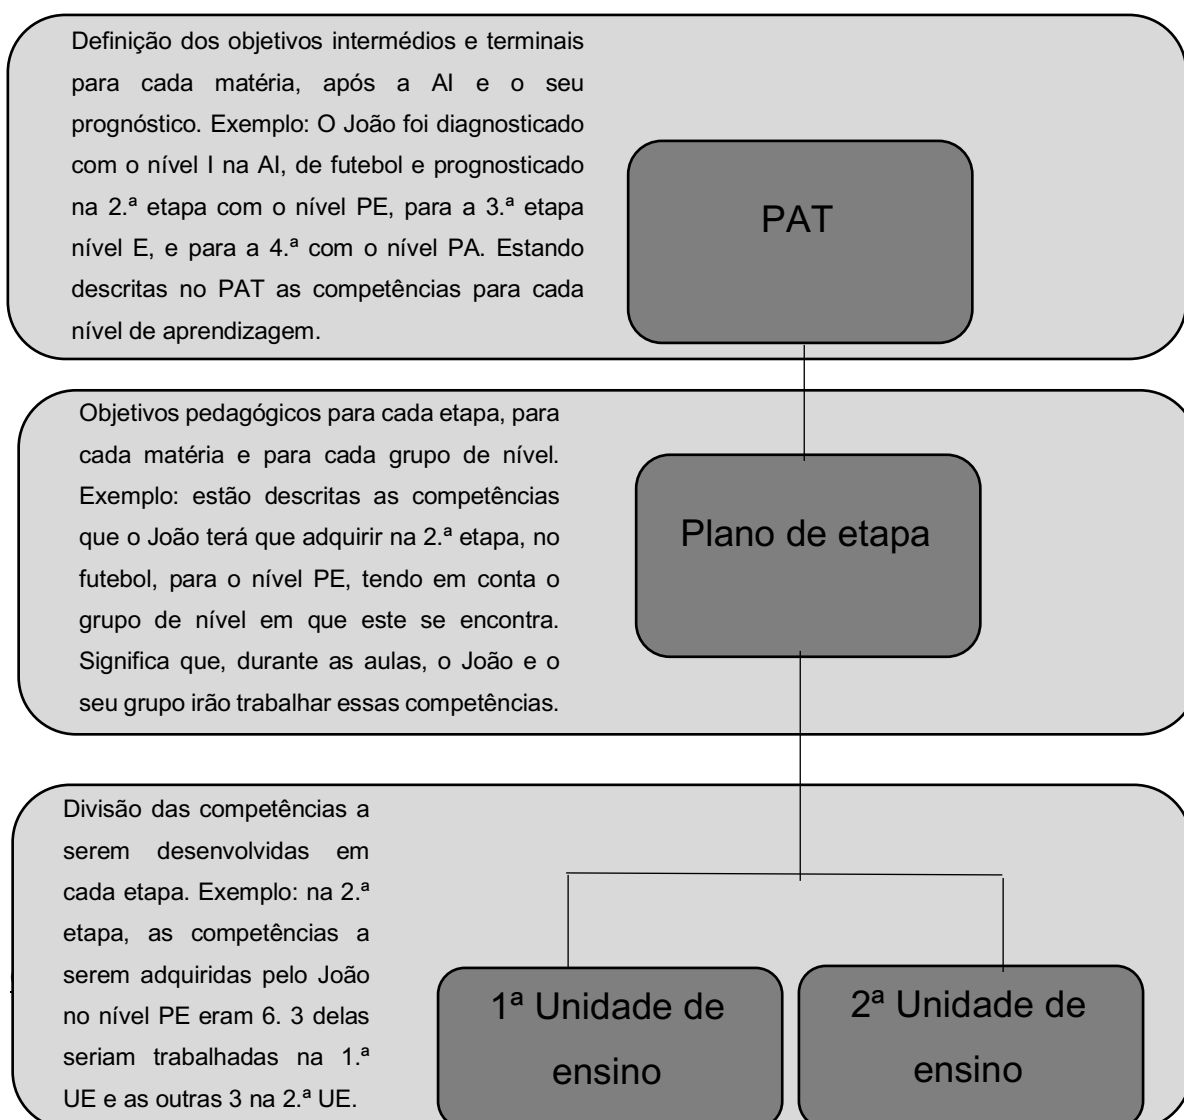 Definição dos objetivos intermédios e terminais
para cada matéria, após a AI e o seu
prognóstico. Exemplo: O João foi diagnosticado
com o nível I na AI, de futebol e prognosticado
na 2.ª etapa com o nível PE, para a 3.ª etapa
nível E, e para a 4.ª com o nível PA. Estando
descritas no PAT as competências para cada
nível de aprendizagem.
PAT
Objetivos pedagógicos para cada etapa, para
cada matéria e para cada grupo de nível.
Exemplo: estão descritas as competências
que o João terá que adquirir na 2.ª etapa, no
futebol, para o nível PE, tendo em conta o
grupo de nível em que este se encontra.
Significa que, durante as aulas, o João e o
seu grupo irão trabalhar essas competências.
Plano de etapa
Divisão das competências a
serem desenvolvidas em
cada etapa. Exemplo: na 2.ª
etapa, as competências a
serem adquiridas pelo João
no nível PE eram 6. 3 delas
seriam trabalhadas na 1.ª
UE e as outras 3 na 2.ª UE.
1ª Unidade de
ensino
2ª Unidade de
ensino